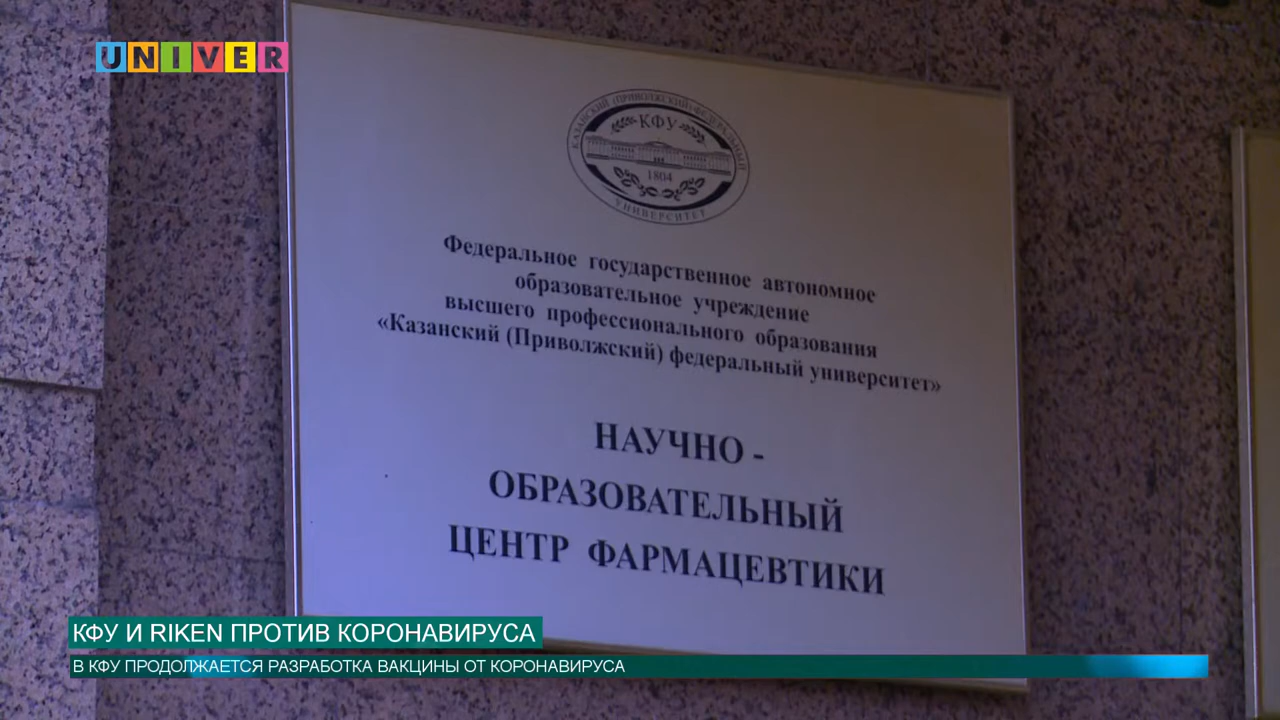 UNIVER
КАЗАНСКИЙ (ПРИВОЛЖСКИЙ) ФЕДЕРАЛЬНЫЙ
КФУ
1804
УНИВЕРСИТЕТ
Федеральное государственное автономное
образовательное учреждение
высшего профессионального образования
«Казанский (Приволжский) федеральный университет»
НАУЧНО -
ОБРАЗОВАТЕЛЬНЫЙ
ЦЕНТР ФАРМАЦЕВТИКИ
КФУ И RIKEN ПРОТИВ КОРОНАВИРУСА
В КФУ ПРОДОЛЖАЕТСЯ РАЗРАБОТКА ВАКЦИНЫ ОТ КОРОНАВИРУСА